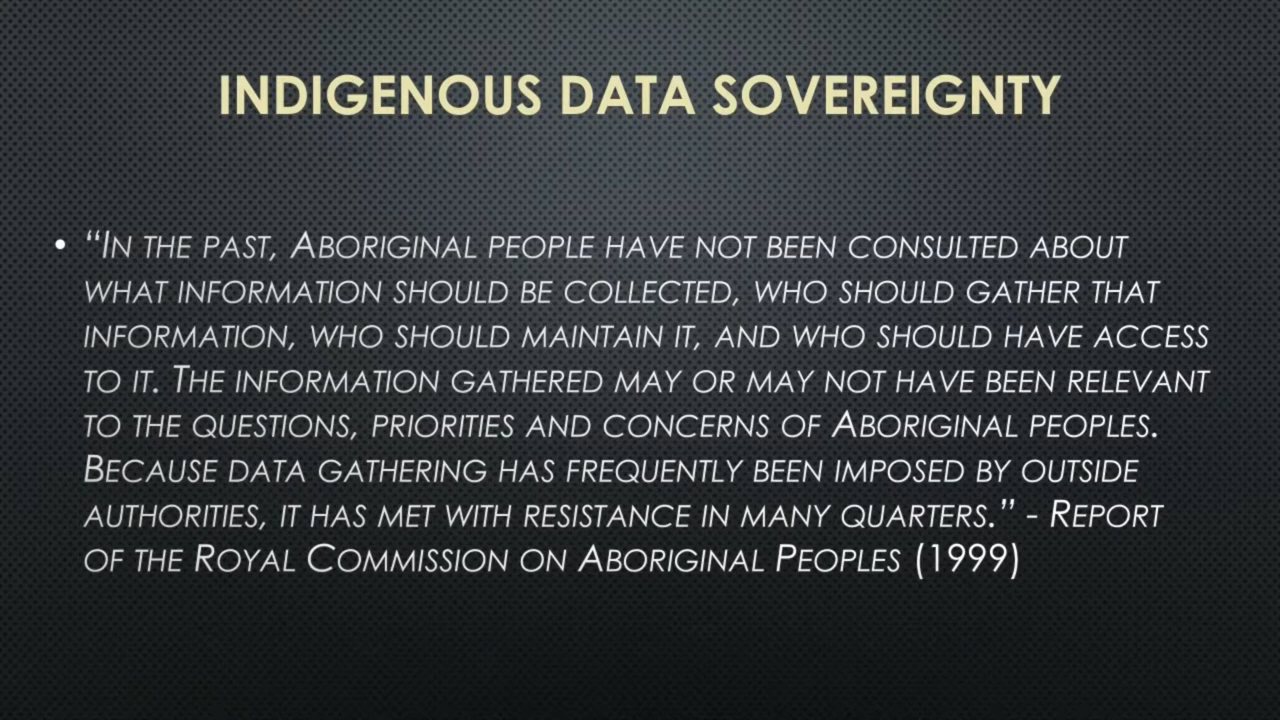 INDIGENOUS DATA SOVEREIGNTY
• “In the past, Aboriginal people have not been consulted about
what information should be collected, who should gather that
information, who should maintain it, and who should have access
to it. The information gathered may or may not have been relevant
to the questions, priorities and concerns of Aboriginal peoples.
Because data gathering has frequently been imposed by outside
authorities, it has met with resistance in many quarters.” - Report
of the Royal Commission on Aboriginal Peoples (1999)